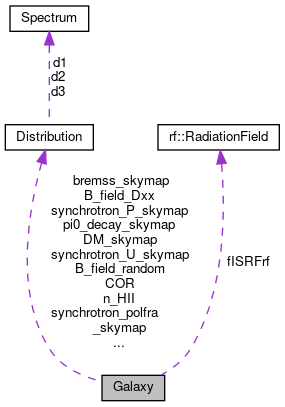 Spectrum
d1
d2
d3
Distribution
rf::RadiationField
bremss_skymap
B_field_Dxx
synchrotron_P_skymap
pi0_decay_skymap
DM_skymap
synchrotron_U_skymap
B_field_random
COR
n_HII
synchrotron_polfra
_skymap
...
fISRFrf
Galaxy